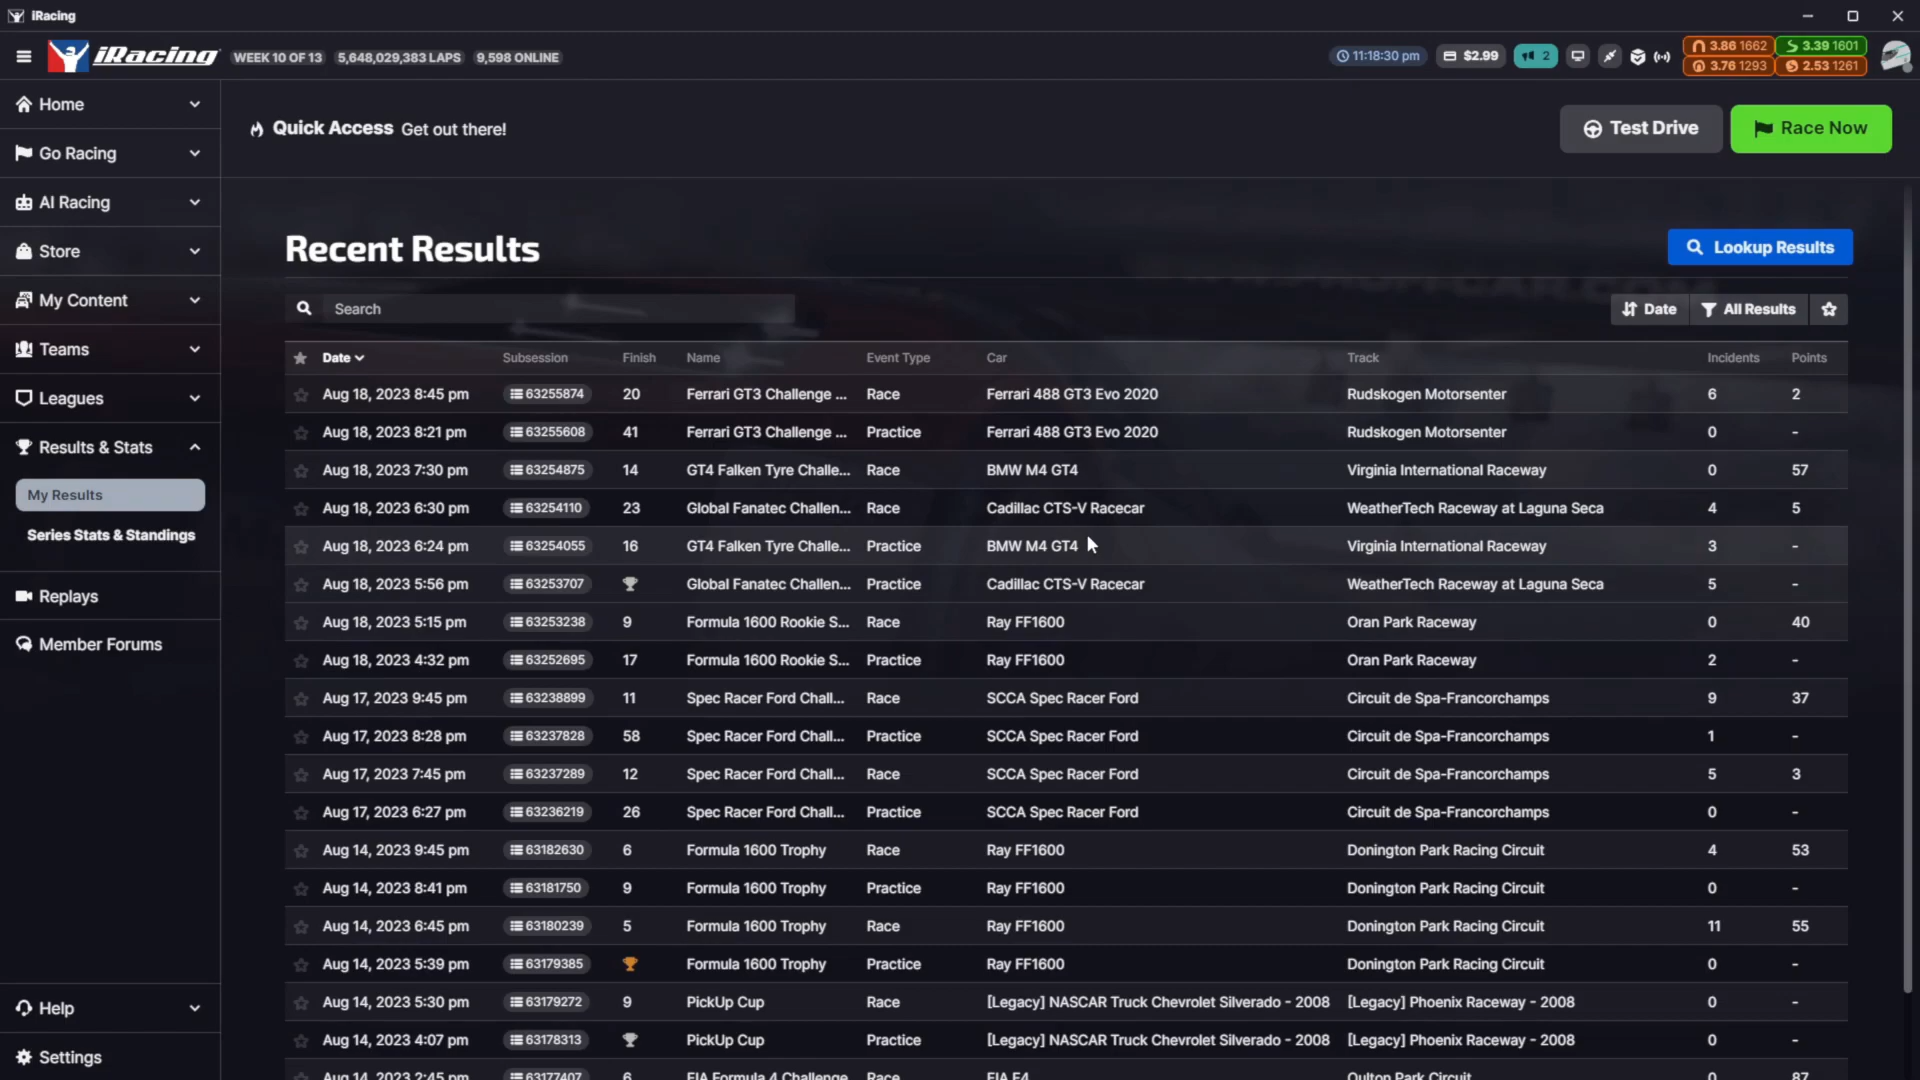 iRacing
iRacing WEEK 10 OF 13 5,648,029,383 LAPS 9,598 ONLINE 11:18:30 pm $2.99 2 3.86 1662 3.39 1601
3.76 1293 2.53 1261
Home
Go Racing
AI Racing
Store
My Content
Teams
Leagues
Results & Stats
My Results
Series Stats & Standings
Replays
Member Forums
Help
Settings
Quick Access Get out there! Test Drive Race Now
Recent Results Lookup Results
Search Date All Results
Date Subsession Finish Name Event Type Car Track Incidents Points
Aug 18, 2023 8:45 pm 63255874 20 Ferrari GT3 Challenge ... Race Ferrari 488 GT3 Evo 2020 Rudskogen Motorsenter 6 2
Aug 18, 2023 8:21 pm 63255608 41 Ferrari GT3 Challenge ... Practice Ferrari 488 GT3 Evo 2020 Rudskogen Motorsenter 0 -
Aug 18, 2023 7:30 pm 63254875 14 GT4 Falken Tyre Challe... Race BMW M4 GT4 Virginia International Raceway 0 57
Aug 18, 2023 6:30 pm 63254110 23 Global Fanatec Challen... Race Cadillac CTS-V Racecar WeatherTech Raceway at Laguna Seca 4 5
Aug 18, 2023 6:24 pm 63254055 16 GT4 Falken Tyre Challe... Practice BMW M4 GT4 Virginia International Raceway 3 -
Aug 18, 2023 5:56 pm 63253707 Global Fanatec Challen... Practice Cadillac CTS-V Racecar WeatherTech Raceway at Laguna Seca 5 -
Aug 18, 2023 5:15 pm 63253238 9 Formula 1600 Rookie S... Race Ray FF1600 Oran Park Raceway 0 40
Aug 18, 2023 4:32 pm 63252695 17 Formula 1600 Rookie S... Practice Ray FF1600 Oran Park Raceway 2 -
Aug 17, 2023 9:45 pm 63238899 11 Spec Racer Ford Chall... Race SCCA Spec Racer Ford Circuit de Spa-Francorchamps 9 37
Aug 17, 2023 8:28 pm 63237828 58 Spec Racer Ford Chall... Practice SCCA Spec Racer Ford Circuit de Spa-Francorchamps 1 -
Aug 17, 2023 7:45 pm 63237289 12 Spec Racer Ford Chall... Race SCCA Spec Racer Ford Circuit de Spa-Francorchamps 5 3
Aug 17, 2023 6:27 pm 63236219 26 Spec Racer Ford Chall... Practice SCCA Spec Racer Ford Circuit de Spa-Francorchamps 0 -
Aug 14, 2023 9:45 pm 63182630 6 Formula 1600 Trophy Race Ray FF1600 Donington Park Racing Circuit 4 53
Aug 14, 2023 8:41 pm 63181750 9 Formula 1600 Trophy Practice Ray FF1600 Donington Park Racing Circuit 0 -
Aug 14, 2023 6:45 pm 63180239 5 Formula 1600 Trophy Race Ray FF1600 Donington Park Racing Circuit 11 55
Aug 14, 2023 5:39 pm 63179385 Formula 1600 Trophy Practice Ray FF1600 Donington Park Racing Circuit 0 -
Aug 14, 2023 5:30 pm 63179272 9 PickUp Cup Race [Legacy] NASCAR Truck Chevrolet Silverado - 2008 [Legacy] Phoenix Raceway - 2008 0 -
Aug 14, 2023 4:07 pm 63178313 PickUp Cup Practice [Legacy] NASCAR Truck Chevrolet Silverado - 2008 [Legacy] Phoenix Raceway - 2008 0 -
Aug 14, 2023 2:45 pm 63177407 6 FIA Formula 4 Challenge Race FIA F4 Oulton Park Circuit 0 87